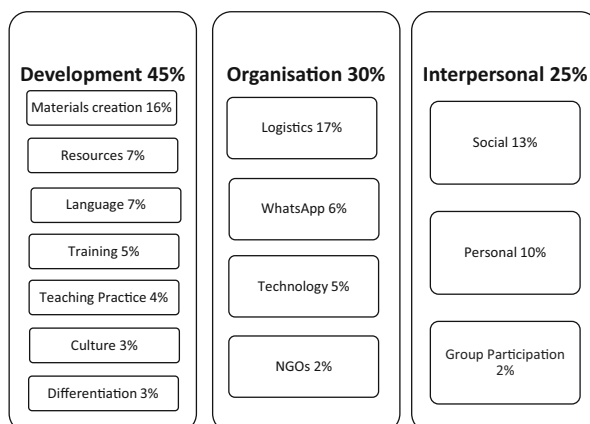 Development 45%
Materials creation 16%
Resources 7%
Language 7%
Training 5%
Teaching Practice 4%
Culture 3%
Differentiation 3%
Organisation 30%
Logistics 17%
WhatsApp 6%
Technology 5%
NGOs 2%
Interpersonal 25%
Social 13%
Personal 10%
Group Participation
2%